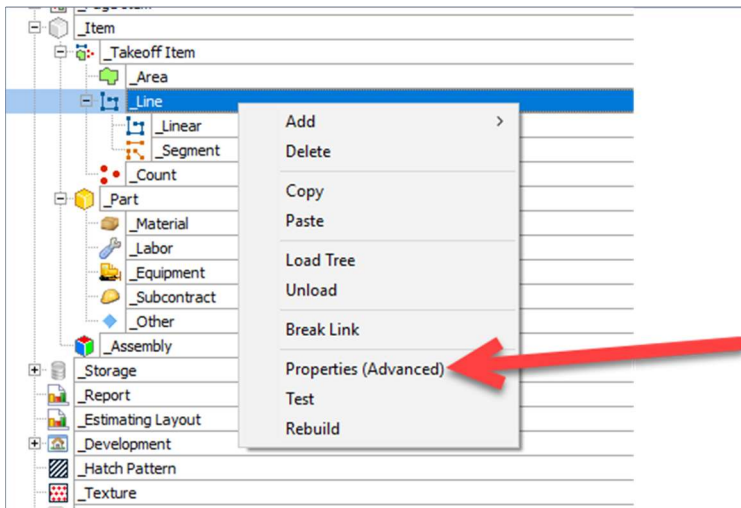 _Item
_Takeoff Item
_Area
_Line
_Linear
_Segment
_Count
_Part
_Material
_Labor
_Equipment
_Subcontract
_Other
_Assembly
_Storage
_Report
_Estimating Layout
_Development
_Hatch Pattern
_Texture
Add
Delete
Copy
Paste
Load Tree
Unload
Break Link
Properties (Advanced)
Test
Rebuild